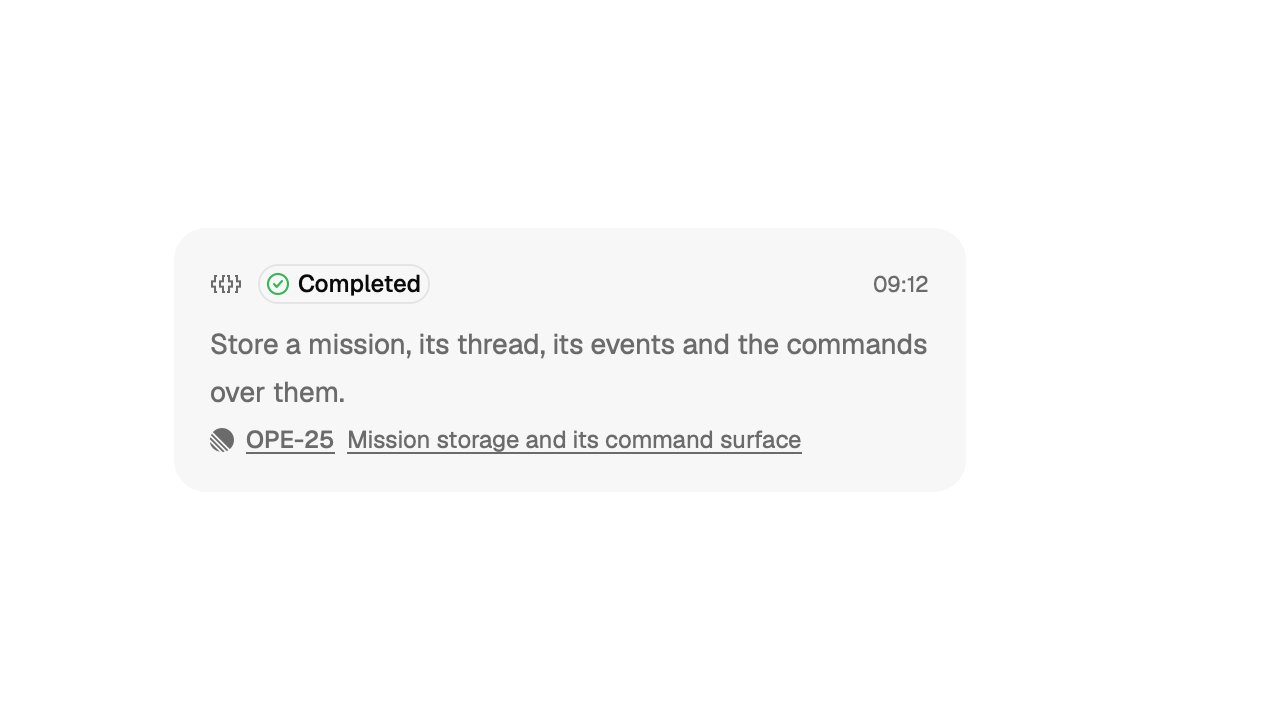 Completed 09:12
Store a mission, its thread, its events and the commands
over them.
OPE-25 Mission storage and its command surface